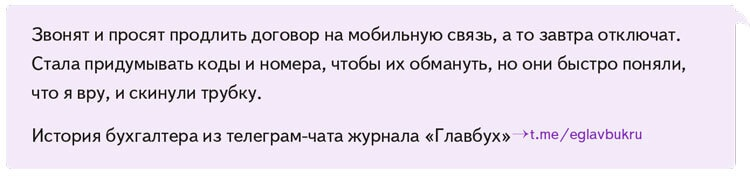 Звонят и просят продлить договор на мобильную связь, а то завтра отключат.
Стала придумывать коды и номера, чтобы их обмануть, но они быстро поняли,
что я вру, и скинули трубку.
История бухгалтера из телеграм-чата журнала «Главбух»→t.me/eglavbukru